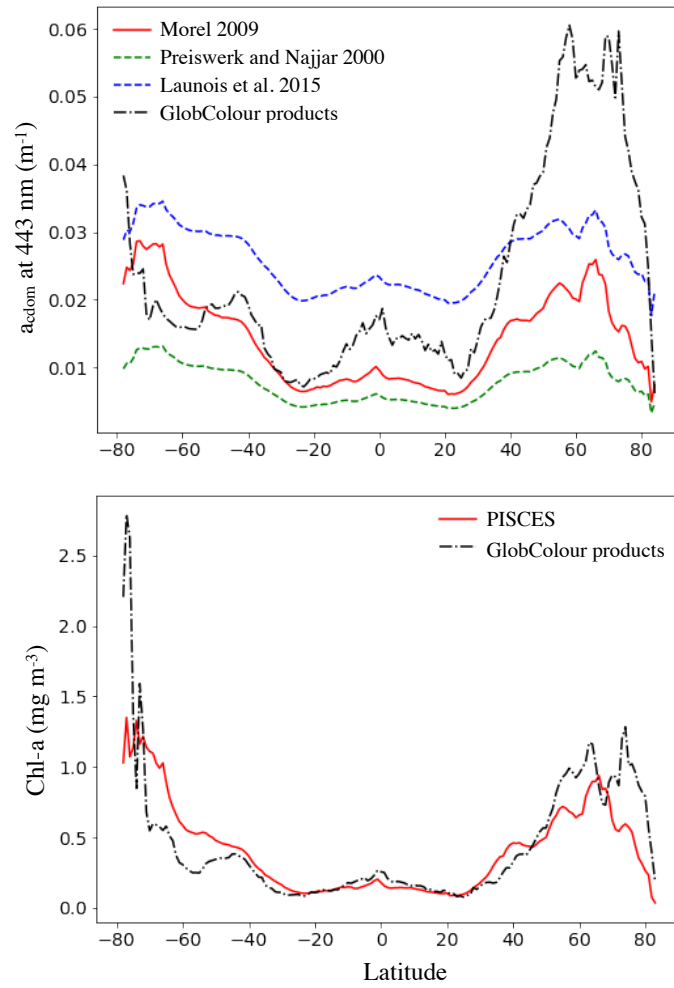 0.06
0.05
0.04
0.03
0.02
0.01
a_cdom at 443 nm (m⁻¹)
Morel 2009
Preiswerk and Najjar 2000
Launois et al. 2015
GlobColour products
−80 −60 −40 −20 0 20 40 60 80
2.5
2.0
1.5
1.0
0.5
0.0
Chl-a (mg m⁻³)
PISCES
GlobColour products
−80 −60 −40 −20 0 20 40 60 80
Latitude